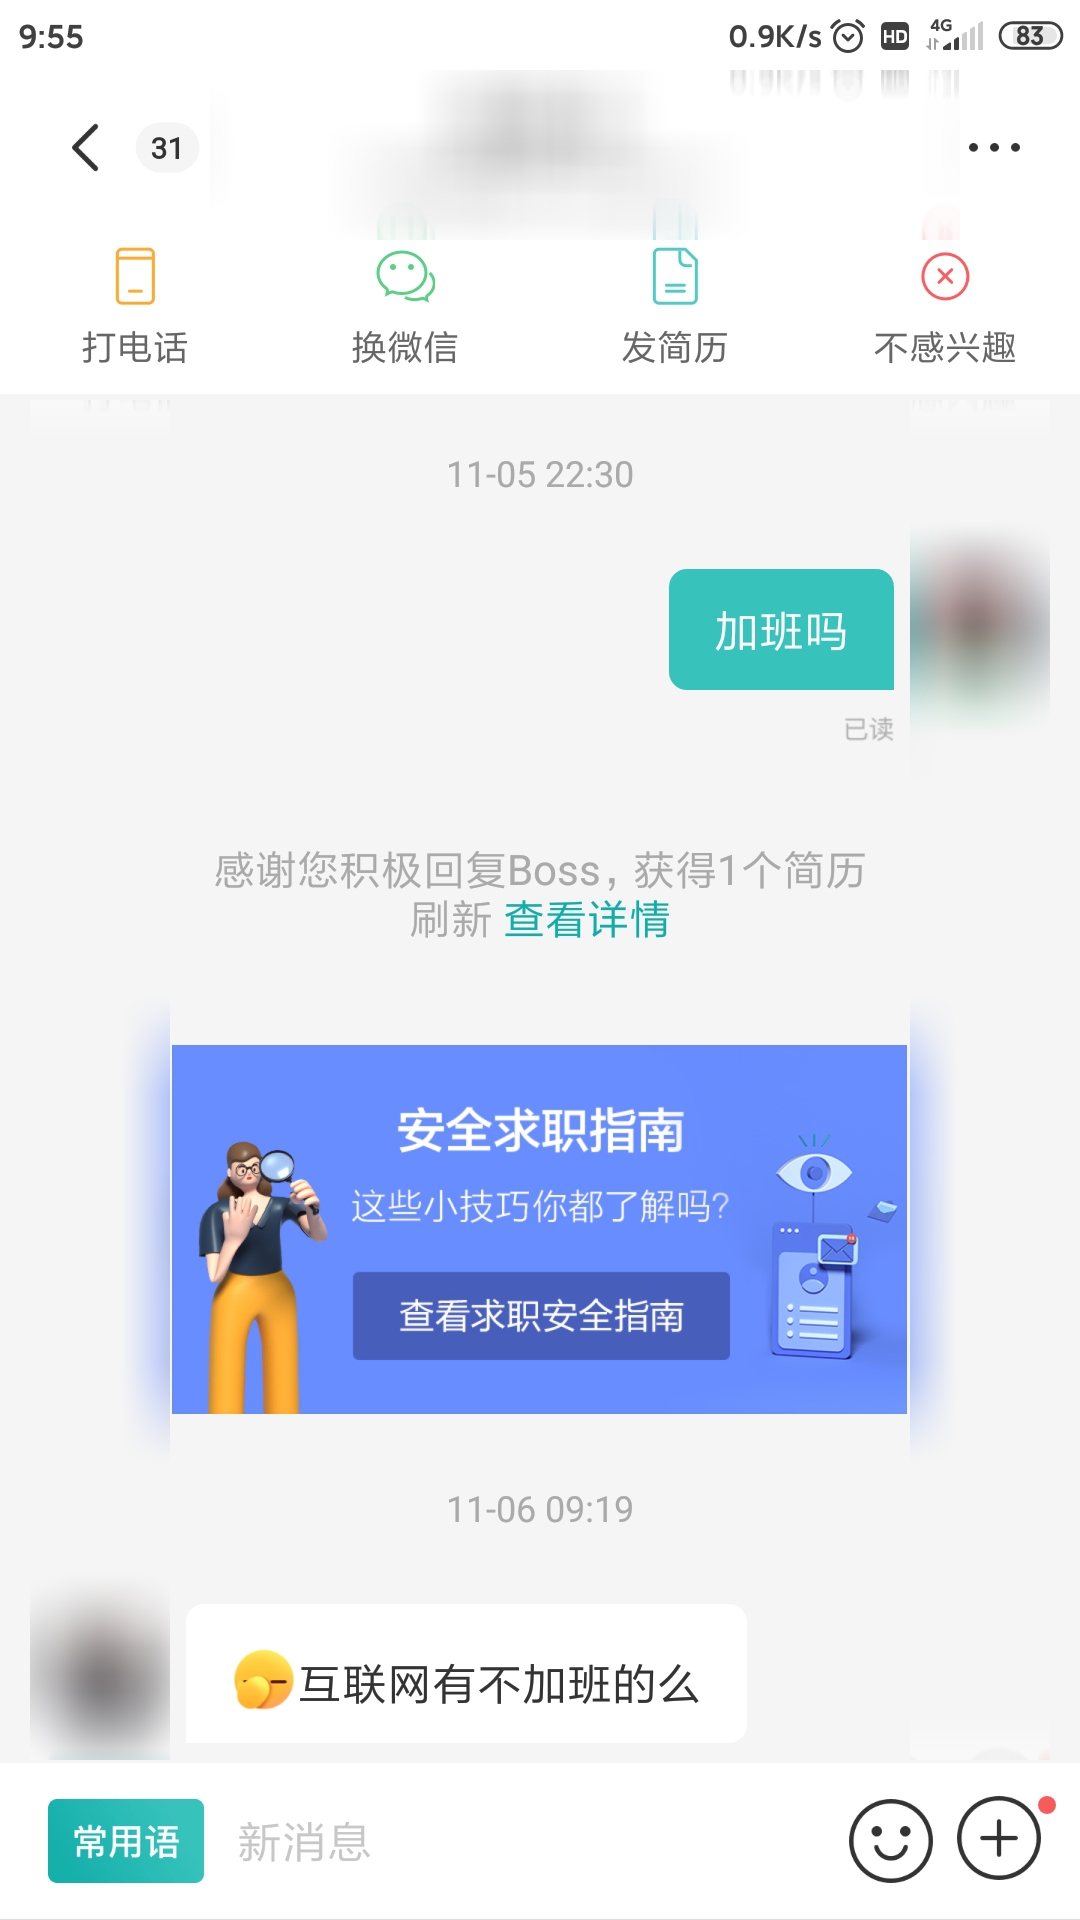 9:55 0.9K/s HD 4G 83
31
打电话 换微信 发简历 不感兴趣
11-05 22:30
加班吗
已读
感谢您积极回复Boss，获得1个简历
刷新 查看详情
安全求职指南
这些小技巧你都了解吗？
查看求职安全指南
11-06 09:19
互联网有不加班的么
常用语 新消息